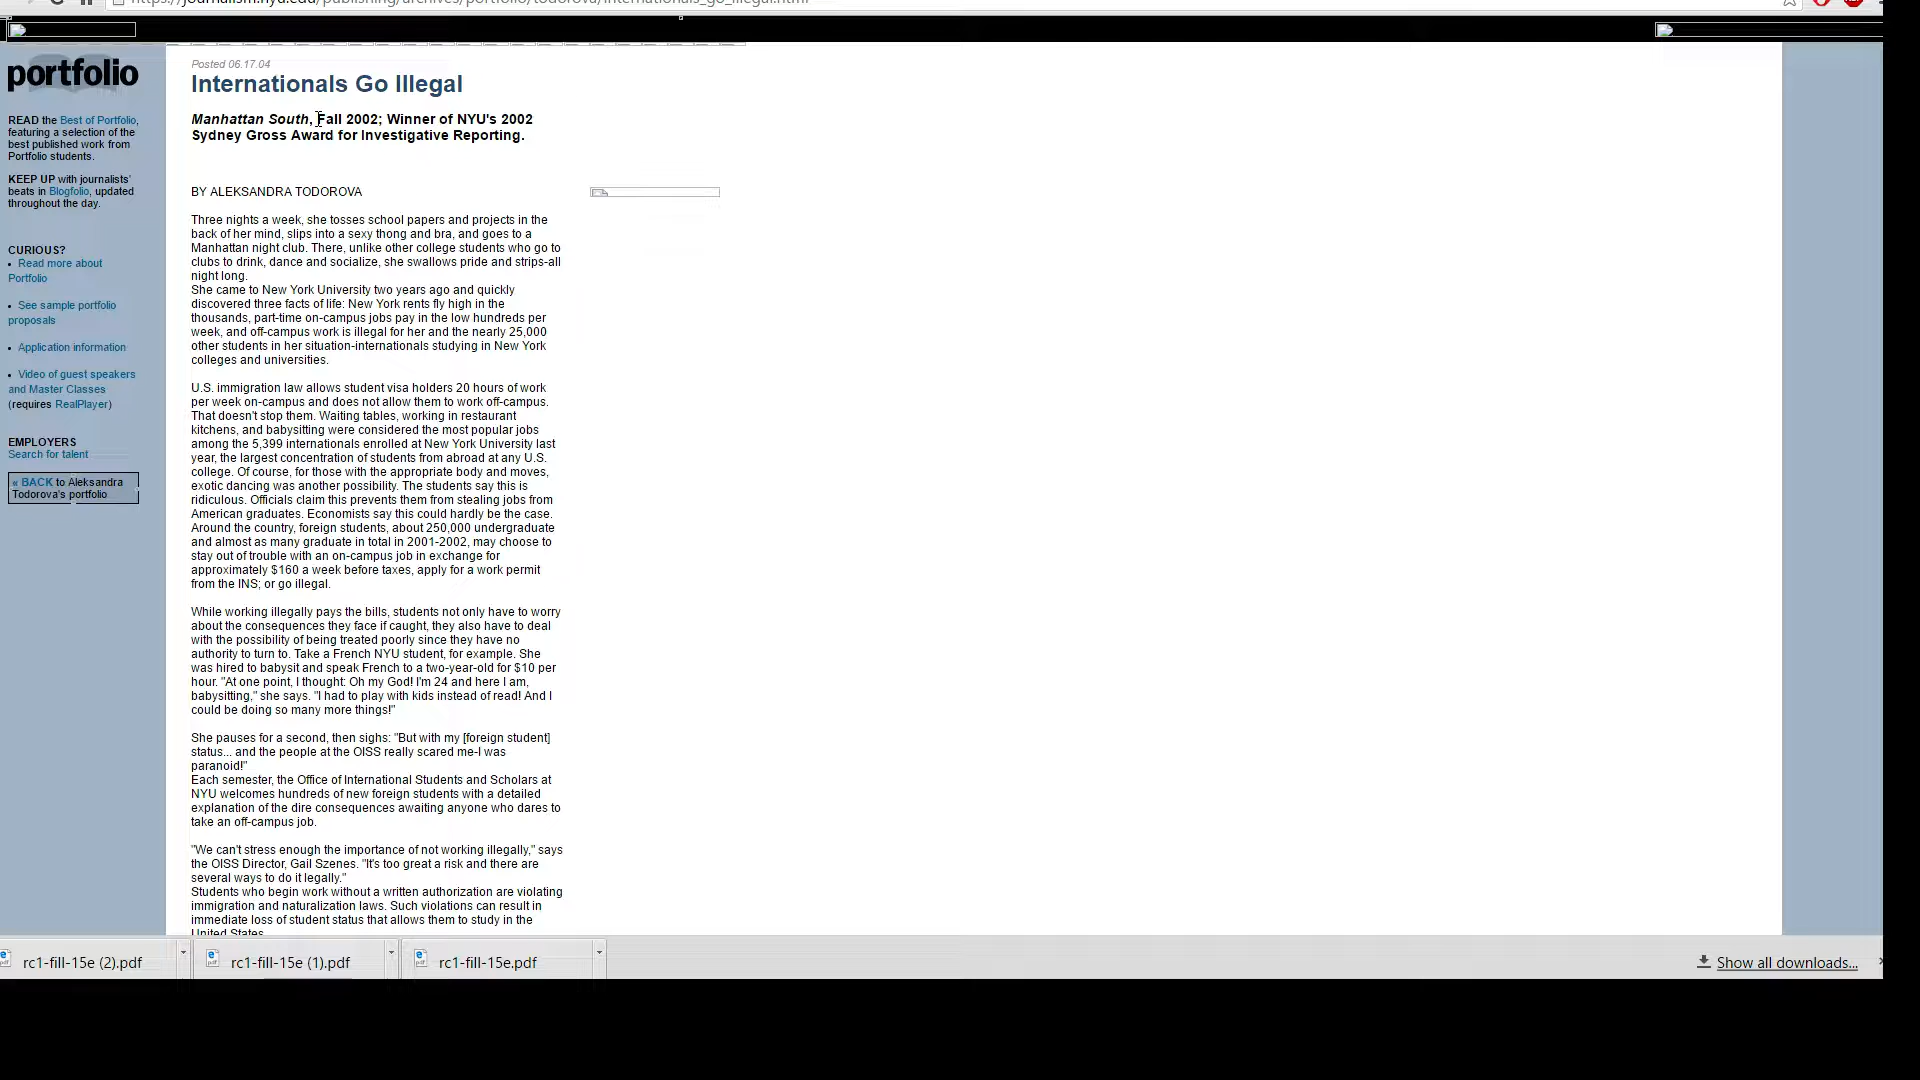 https://journalism.nyu.edu/publishing/archives/portfolio/todorova/internationals_go_illegal.html
portfolio
READ the Best of Portfolio,
featuring a selection of the
best published work from
Portfolio students.
KEEP UP with journalists'
beats in Blogfolio, updated
throughout the day.
CURIOUS?
• Read more about
Portfolio
• See sample portfolio
proposals
• Application information
• Video of guest speakers
and Master Classes
(requires RealPlayer)
EMPLOYERS
Search for talent
« BACK to Aleksandra
Todorova's portfolio
Posted 06.17.04
Internationals Go Illegal
Manhattan South, Fall 2002; Winner of NYU's 2002
Sydney Gross Award for Investigative Reporting.
BY ALEKSANDRA TODOROVA
Three nights a week, she tosses school papers and projects in the
back of her mind, slips into a sexy thong and bra, and goes to a
Manhattan night club. There, unlike other college students who go to
clubs to drink, dance and socialize, she swallows pride and strips-all
night long.
She came to New York University two years ago and quickly
discovered three facts of life: New York rents fly high in the
thousands, part-time on-campus jobs pay in the low hundreds per
week, and off-campus work is illegal for her and the nearly 25,000
other students in her situation-internationals studying in New York
colleges and universities.
U.S. immigration law allows student visa holders 20 hours of work
per week on-campus and does not allow them to work off-campus.
That doesn't stop them. Waiting tables, working in restaurant
kitchens, and babysitting were considered the most popular jobs
among the 5,399 internationals enrolled at New York University last
year, the largest concentration of students from abroad at any U.S.
college. Of course, for those with the appropriate body and moves,
exotic dancing was another possibility. The students say this is
ridiculous. Officials claim this prevents them from stealing jobs from
American graduates. Economists say this could hardly be the case.
Around the country, foreign students, about 250,000 undergraduate
and almost as many graduate in total in 2001-2002, may choose to
stay out of trouble with an on-campus job in exchange for
approximately $160 a week before taxes, apply for a work permit
from the INS; or go illegal.
While working illegally pays the bills, students not only have to worry
about the consequences they face if caught, they also have to deal
with the possibility of being treated poorly since they have no
authority to turn to. Take a French NYU student, for example. She
was hired to babysit and speak French to a two-year-old for $10 per
hour. "At one point, I thought: Oh my God! I'm 24 and here I am,
babysitting," she says. "I had to play with kids instead of read! And I
could be doing so many more things!"
She pauses for a second, then sighs: "But with my [foreign student]
status... and the people at the OISS really scared me-I was
paranoid!"
Each semester, the Office of International Students and Scholars at
NYU welcomes hundreds of new foreign students with a detailed
explanation of the dire consequences awaiting anyone who dares to
take an off-campus job.
"We can't stress enough the importance of not working illegally," says
the OISS Director, Gail Szenes. "It's too great a risk and there are
several ways to do it legally."
Students who begin work without a written authorization are violating
immigration and naturalization laws. Such violations can result in
immediate loss of student status that allows them to study in the
United States.
rc1-fill-15e (2).pdf
rc1-fill-15e (1).pdf
rc1-fill-15e.pdf
Show all downloads...